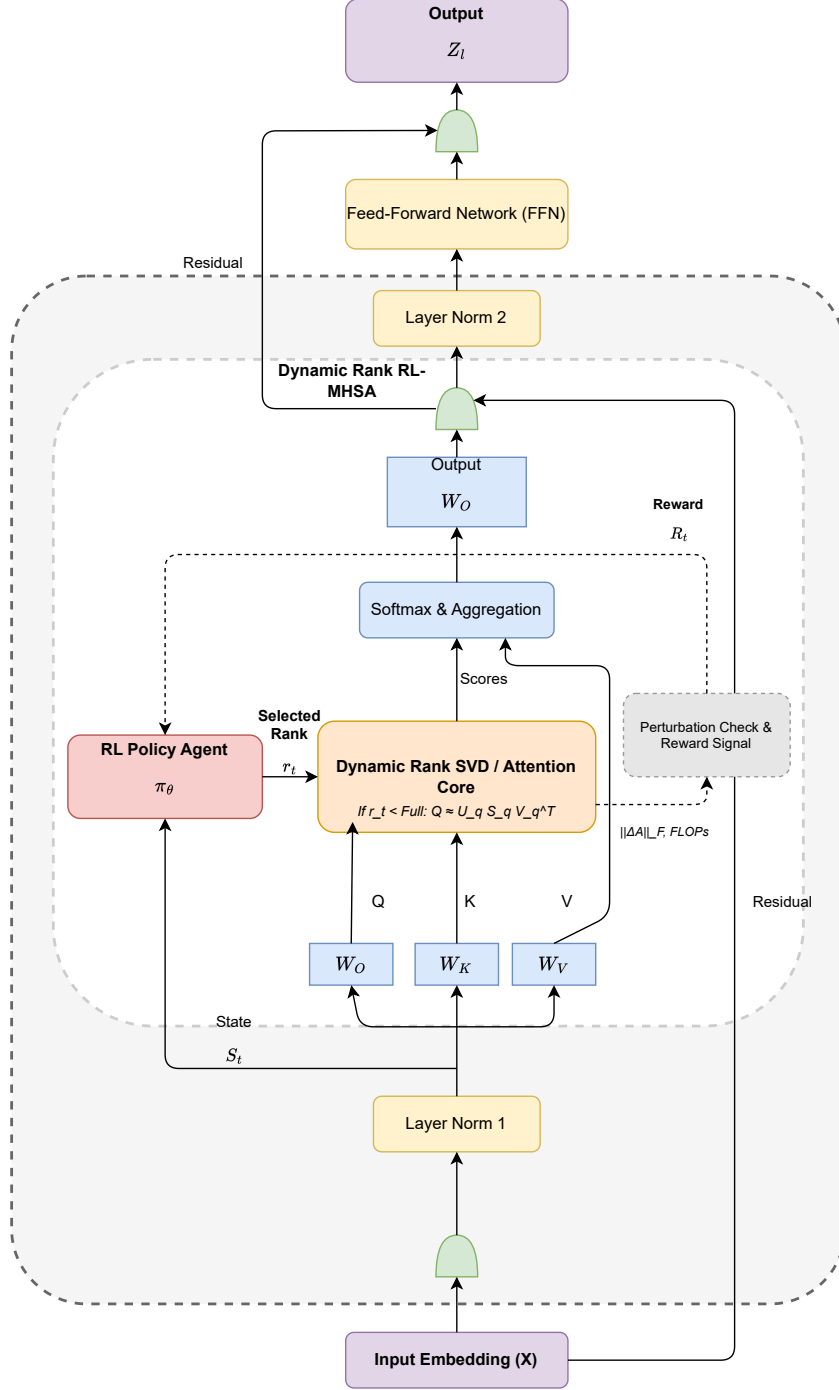 Output
Z_l
Feed-Forward Network (FFN)
Residual
Layer Norm 2
Dynamic Rank RL-
MHSA
Output
W_O
Reward
R_t
Softmax & Aggregation
Scores
Selected
Rank
r_t
RL Policy Agent
π_θ
Dynamic Rank SVD / Attention
Core
If r_t < Full: Q ≈ U_q S_q V_q^T
Perturbation Check &
Reward Signal
||ΔA||_F, FLOPs
Q
K
V
Residual
W_O
W_K
W_V
State
S_t
Layer Norm 1
Input Embedding (X)